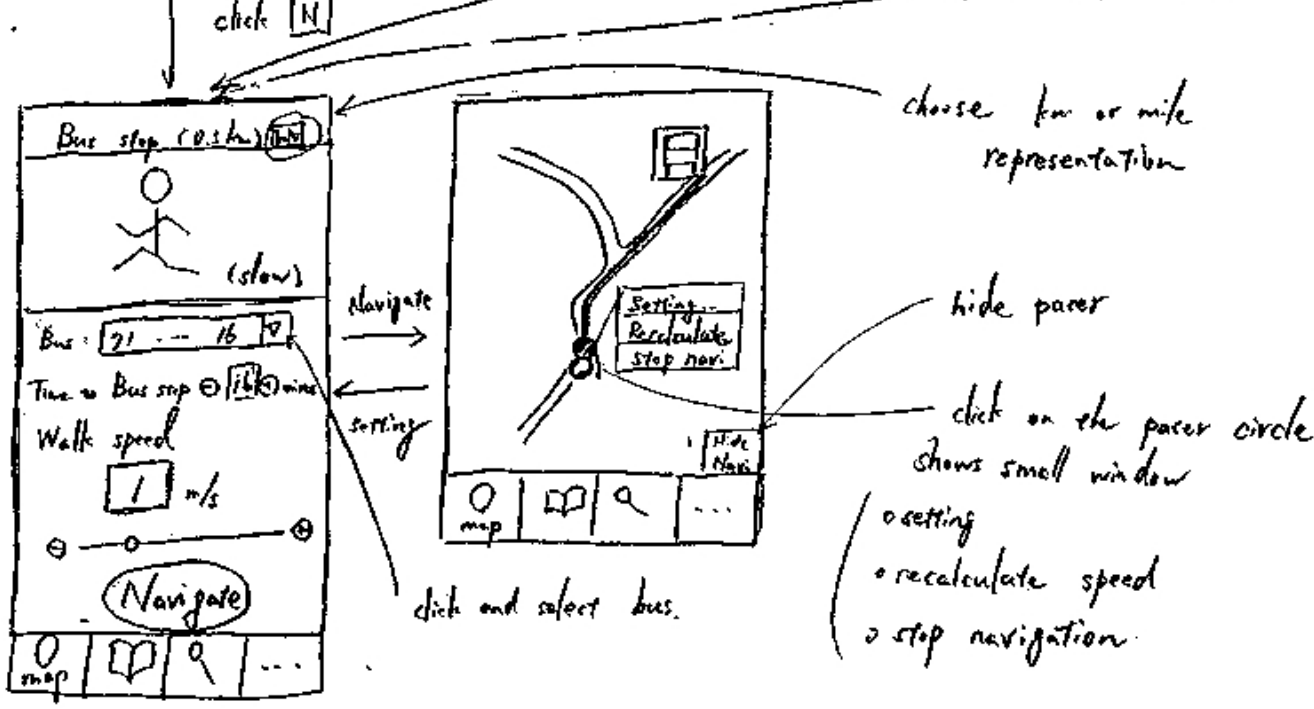 click N
Bus stop (0.5 km)
(slow)
Bus: 21 --- 16
Time to Bus stop ⊖ 16 ⊕ mins
Walk speed
1 m/s
⊖ ⊕
Navigate
map ...
Navigate
setting
Setting...
Recalculate
Stop navi.
Hide
Navi
map ...
choose km or mile
representation
hide pacer
click on the pacer circle
shows small window
o setting
o recalculate speed
o stop navigation
click and select bus.